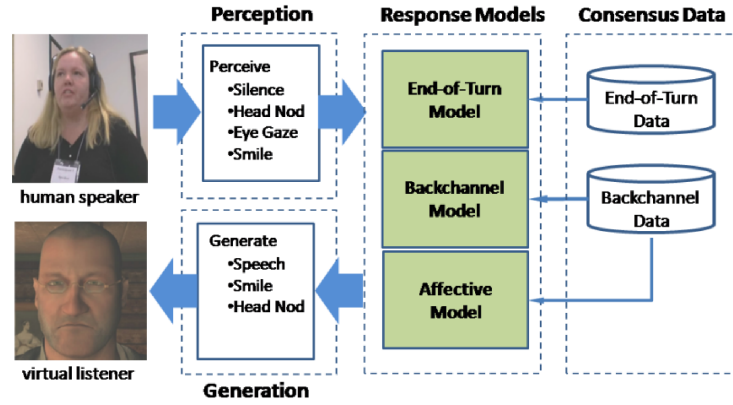 Perception
Response Models
Consensus Data
Perceive
•Silence
•Head Nod
•Eye Gaze
•Smile
human speaker
End-of-Turn
Model
End-of-Turn
Data
Backchannel
Model
Backchannel
Data
Generate
•Speech
•Smile
•Head Nod
Affective
Model
virtual listener
Generation